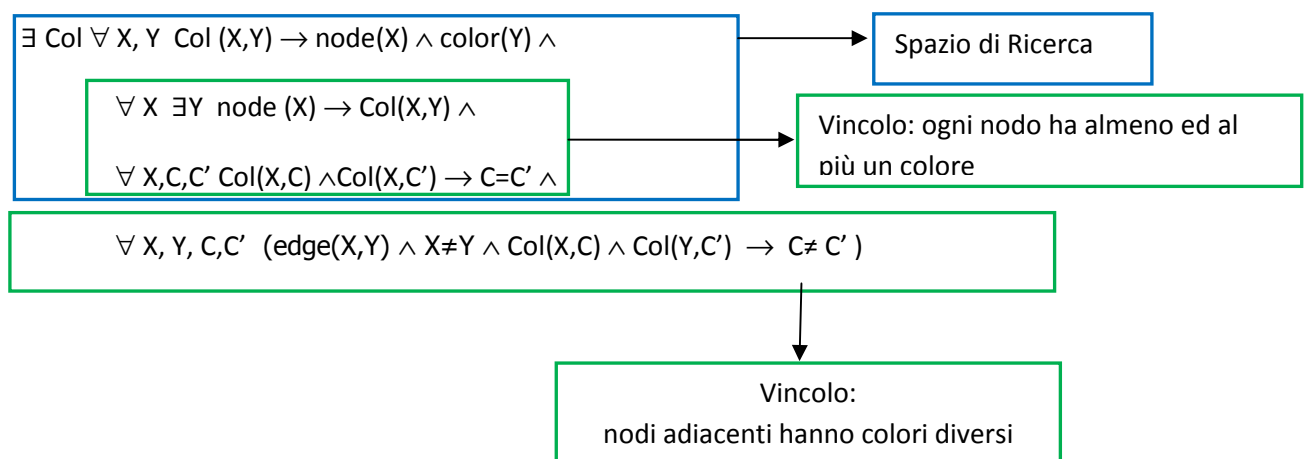 ∃ Col ∀ X, Y Col (X,Y) → node(X) ∧ color(Y) ∧
Spazio di Ricerca
∀ X ∃Y node (X) → Col(X,Y) ∧
∀ X,C,C’ Col(X,C) ∧Col(X,C’) → C=C’ ∧
Vincolo: ogni nodo ha almeno ed al
più un colore
∀ X, Y, C,C’ (edge(X,Y) ∧ X≠Y ∧ Col(X,C) ∧ Col(Y,C’) → C≠ C’ )
Vincolo:
nodi adiacenti hanno colori diversi